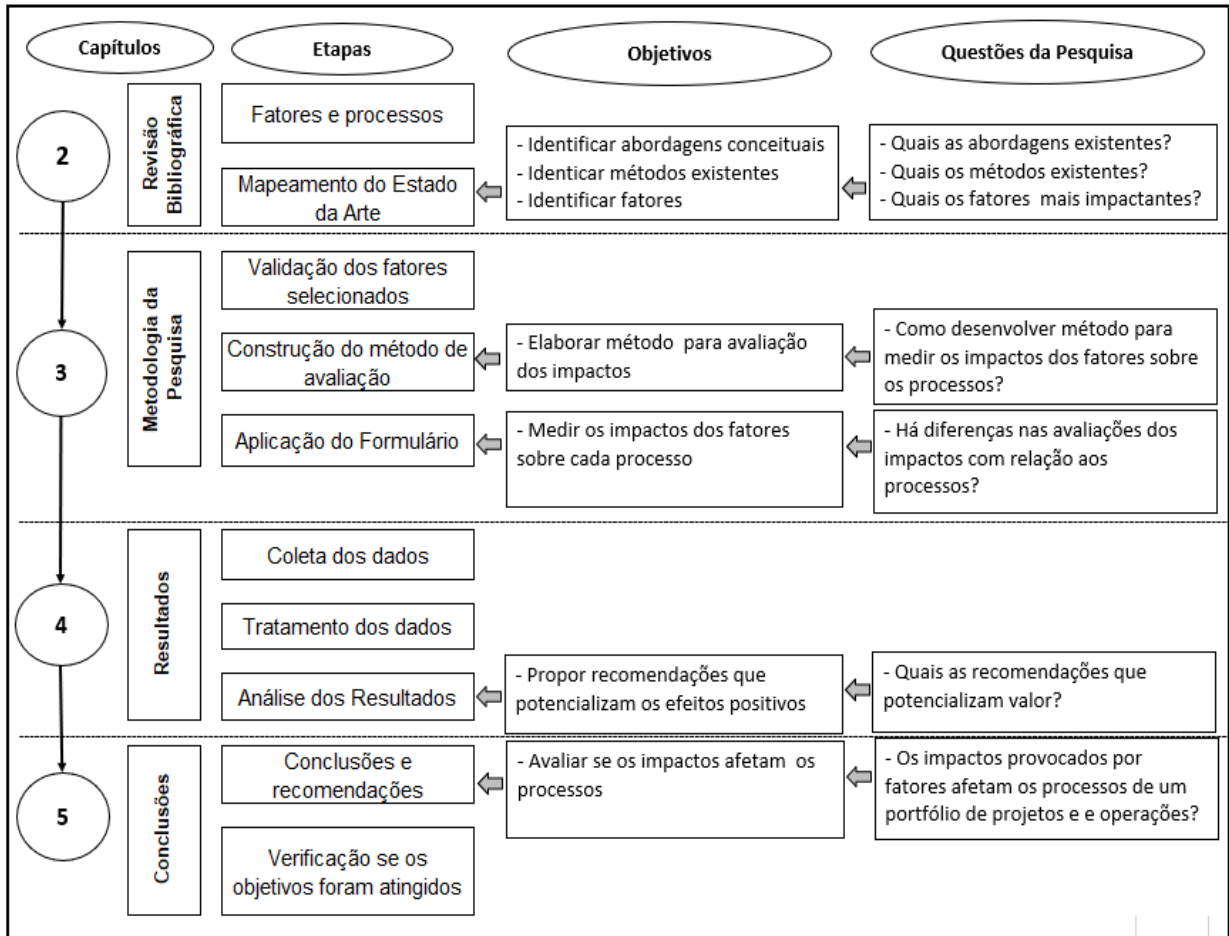 Capítulos
Etapas
Objetivos
Questões da Pesquisa
2
Revisão
Bibliográfica
Fatores e processos
Mapeamento do Estado
da Arte
- Identificar abordagens conceituais
- Identicar métodos existentes
- Identificar fatores
- Quais as abordagens existentes?
- Quais os métodos existentes?
- Quais os fatores mais impactantes?
3
Metodologia da
Pesquisa
Validação dos fatores
selecionados
Construção do método de
avaliação
- Elaborar método para avaliação
dos impactos
- Como desenvolver método para
medir os impactos dos fatores sobre
os processos?
Aplicação do Formulário
- Medir os impactos dos fatores
sobre cada processo
- Há diferenças nas avaliações dos
impactos com relação aos
processos?
4
Resultados
Coleta dos dados
Tratamento dos dados
Análise dos Resultados
- Propor recomendações que
potencializam os efeitos positivos
- Quais as recomendações que
potencializam valor?
5
Conclusões
Conclusões e
recomendações
- Avaliar se os impactos afetam os
processos
- Os impactos provocados por
fatores afetam os processos de um
portfólio de projetos e e operações?
Verificação se os
objetivos foram atingidos